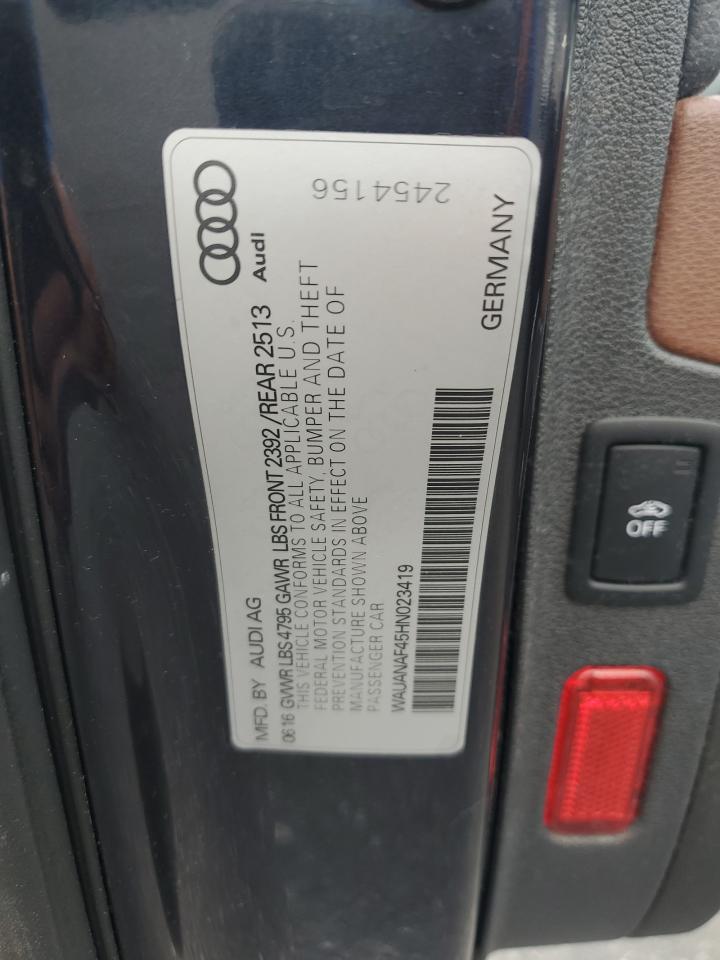 MFD. BY AUDI AG
0616 GVWR LBS 4795 GAWR LBS FRONT 2392 /REAR 2513
THIS VEHICLE CONFORMS TO ALL APPLICABLE U.S.
FEDERAL MOTOR VEHICLE SAFETY, BUMPER AND THEFT
PREVENTION STANDARDS IN EFFECT ON THE DATE OF
MANUFACTURE SHOWN ABOVE
PASSENGER CAR
WAUANAF45HN023419
Audi
GERMANY
2454156
OFF